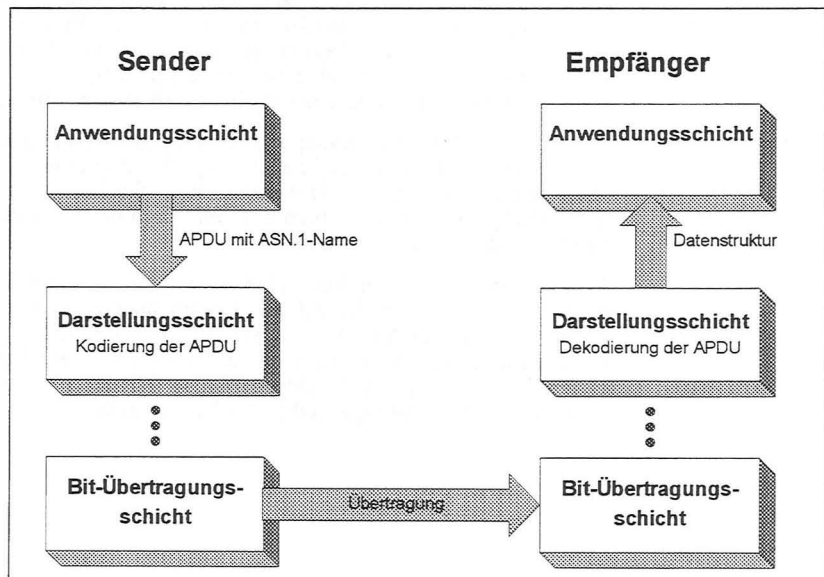 Sender
Empfänger
Anwendungsschicht
Anwendungsschicht
APDU mit ASN.1-Name
Datenstruktur
Darstellungsschicht
Kodierung der APDU
Darstellungsschicht
Dekodierung der APDU
Bit-Übertragungs-
schicht
Übertragung
Bit-Übertragungs-
schicht